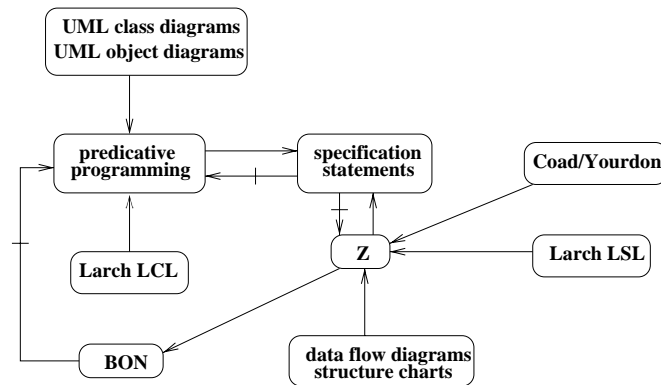 UML class diagrams
UML object diagrams
predicative
programming
specification
statements
Coad/Yourdon
Z
Larch LCL
Larch LSL
BON
data flow diagrams
structure charts